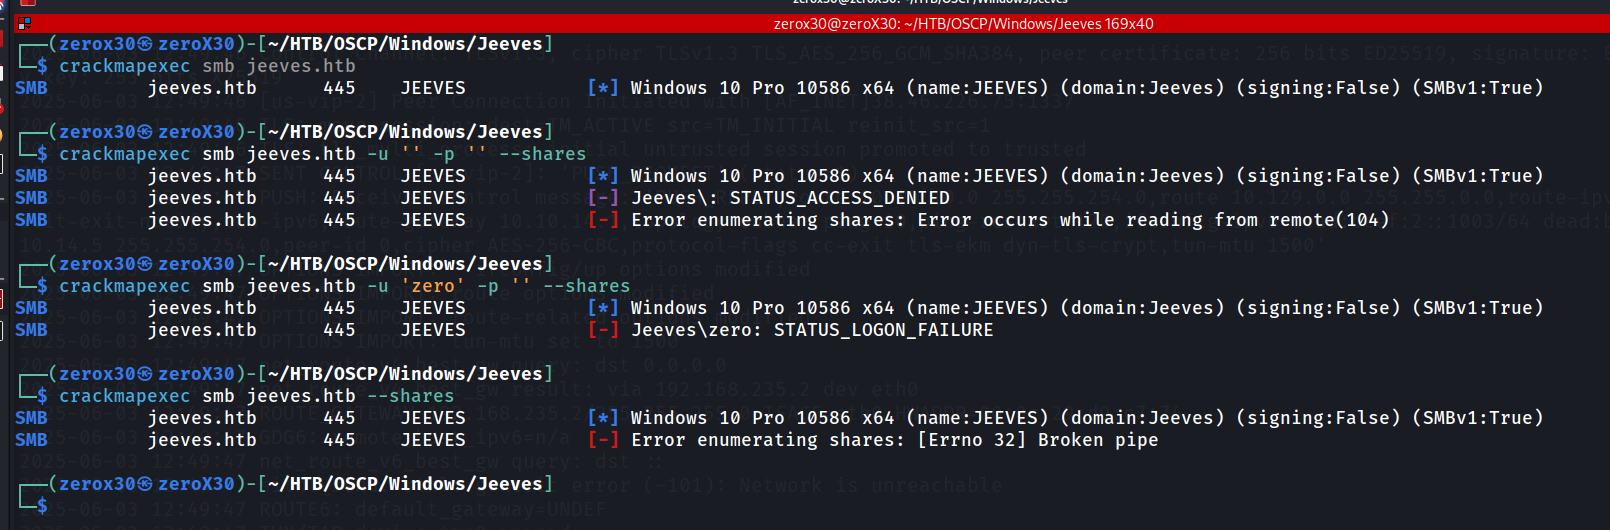 zerox30@zeroX30: ~/HTB/OSCP/Windows/Jeeves 169x40
┌──(zerox30㉿zeroX30)-[~/HTB/OSCP/Windows/Jeeves]
└─$ crackmapexec smb jeeves.htb
SMB jeeves.htb 445 JEEVES [*] Windows 10 Pro 10586 x64 (name:JEEVES) (domain:Jeeves) (signing:False) (SMBv1:True)
┌──(zerox30㉿zeroX30)-[~/HTB/OSCP/Windows/Jeeves]
└─$ crackmapexec smb jeeves.htb -u '' -p '' --shares
SMB jeeves.htb 445 JEEVES [*] Windows 10 Pro 10586 x64 (name:JEEVES) (domain:Jeeves) (signing:False) (SMBv1:True)
SMB jeeves.htb 445 JEEVES [-] Jeeves\: STATUS_ACCESS_DENIED
SMB jeeves.htb 445 JEEVES [-] Error enumerating shares: Error occurs while reading from remote(104)
┌──(zerox30㉿zeroX30)-[~/HTB/OSCP/Windows/Jeeves]
└─$ crackmapexec smb jeeves.htb -u 'zero' -p '' --shares
SMB jeeves.htb 445 JEEVES [*] Windows 10 Pro 10586 x64 (name:JEEVES) (domain:Jeeves) (signing:False) (SMBv1:True)
SMB jeeves.htb 445 JEEVES [-] Jeeves\zero: STATUS_LOGON_FAILURE
┌──(zerox30㉿zeroX30)-[~/HTB/OSCP/Windows/Jeeves]
└─$ crackmapexec smb jeeves.htb --shares
SMB jeeves.htb 445 JEEVES [*] Windows 10 Pro 10586 x64 (name:JEEVES) (domain:Jeeves) (signing:False) (SMBv1:True)
SMB jeeves.htb 445 JEEVES [-] Error enumerating shares: [Errno 32] Broken pipe
┌──(zerox30㉿zeroX30)-[~/HTB/OSCP/Windows/Jeeves]
└─$